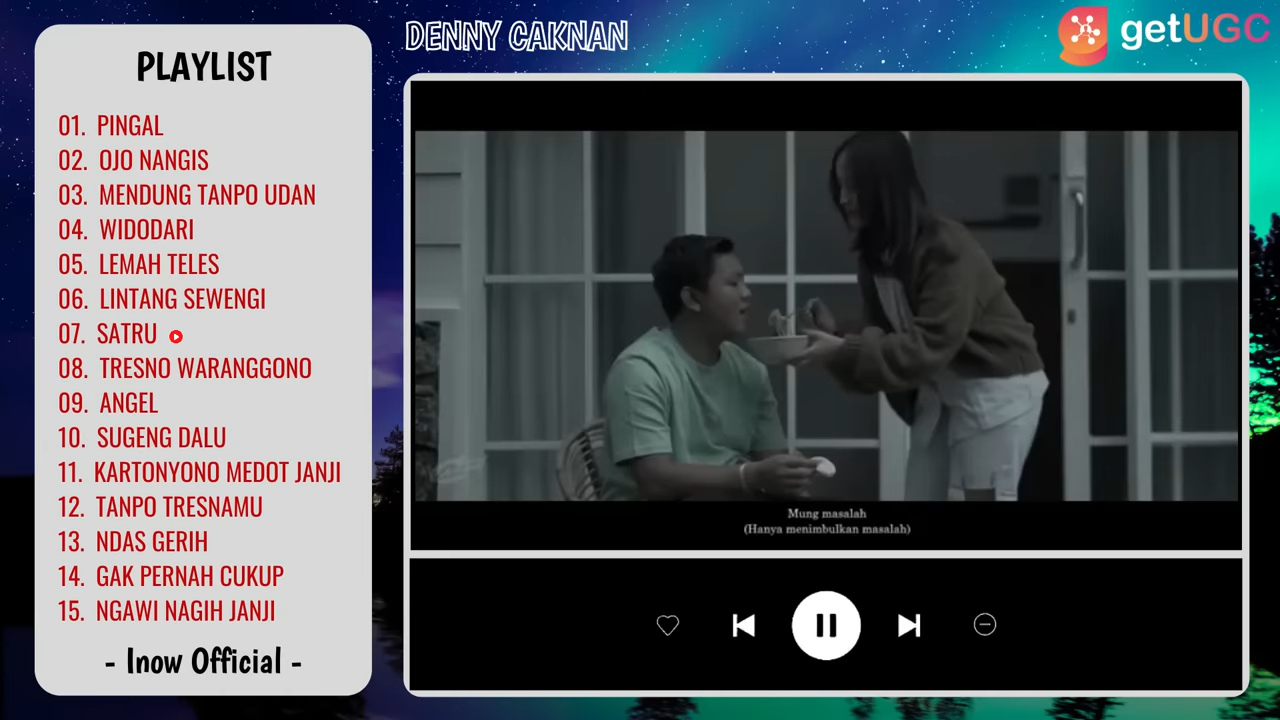 PLAYLIST
01. PINGAL
02. OJO NANGIS
03. MENDUNG TANPO UDAN
04. WIDODARI
05. LEMAH TELES
06. LINTANG SEWENGI
07. SATRU
08. TRESNO WARANGGONO
09. ANGEL
10. SUGENG DALU
11. KARTONYONO MEDOT JANJI
12. TANPO TRESNAMU
13. NDAS GERIH
14. GAK PERNAH CUKUP
15. NGAWI NAGIH JANJI
- Inow Official -
DENNY CAKNAN
getUGC
Mung masalah
(Hanya menimbulkan masalah)